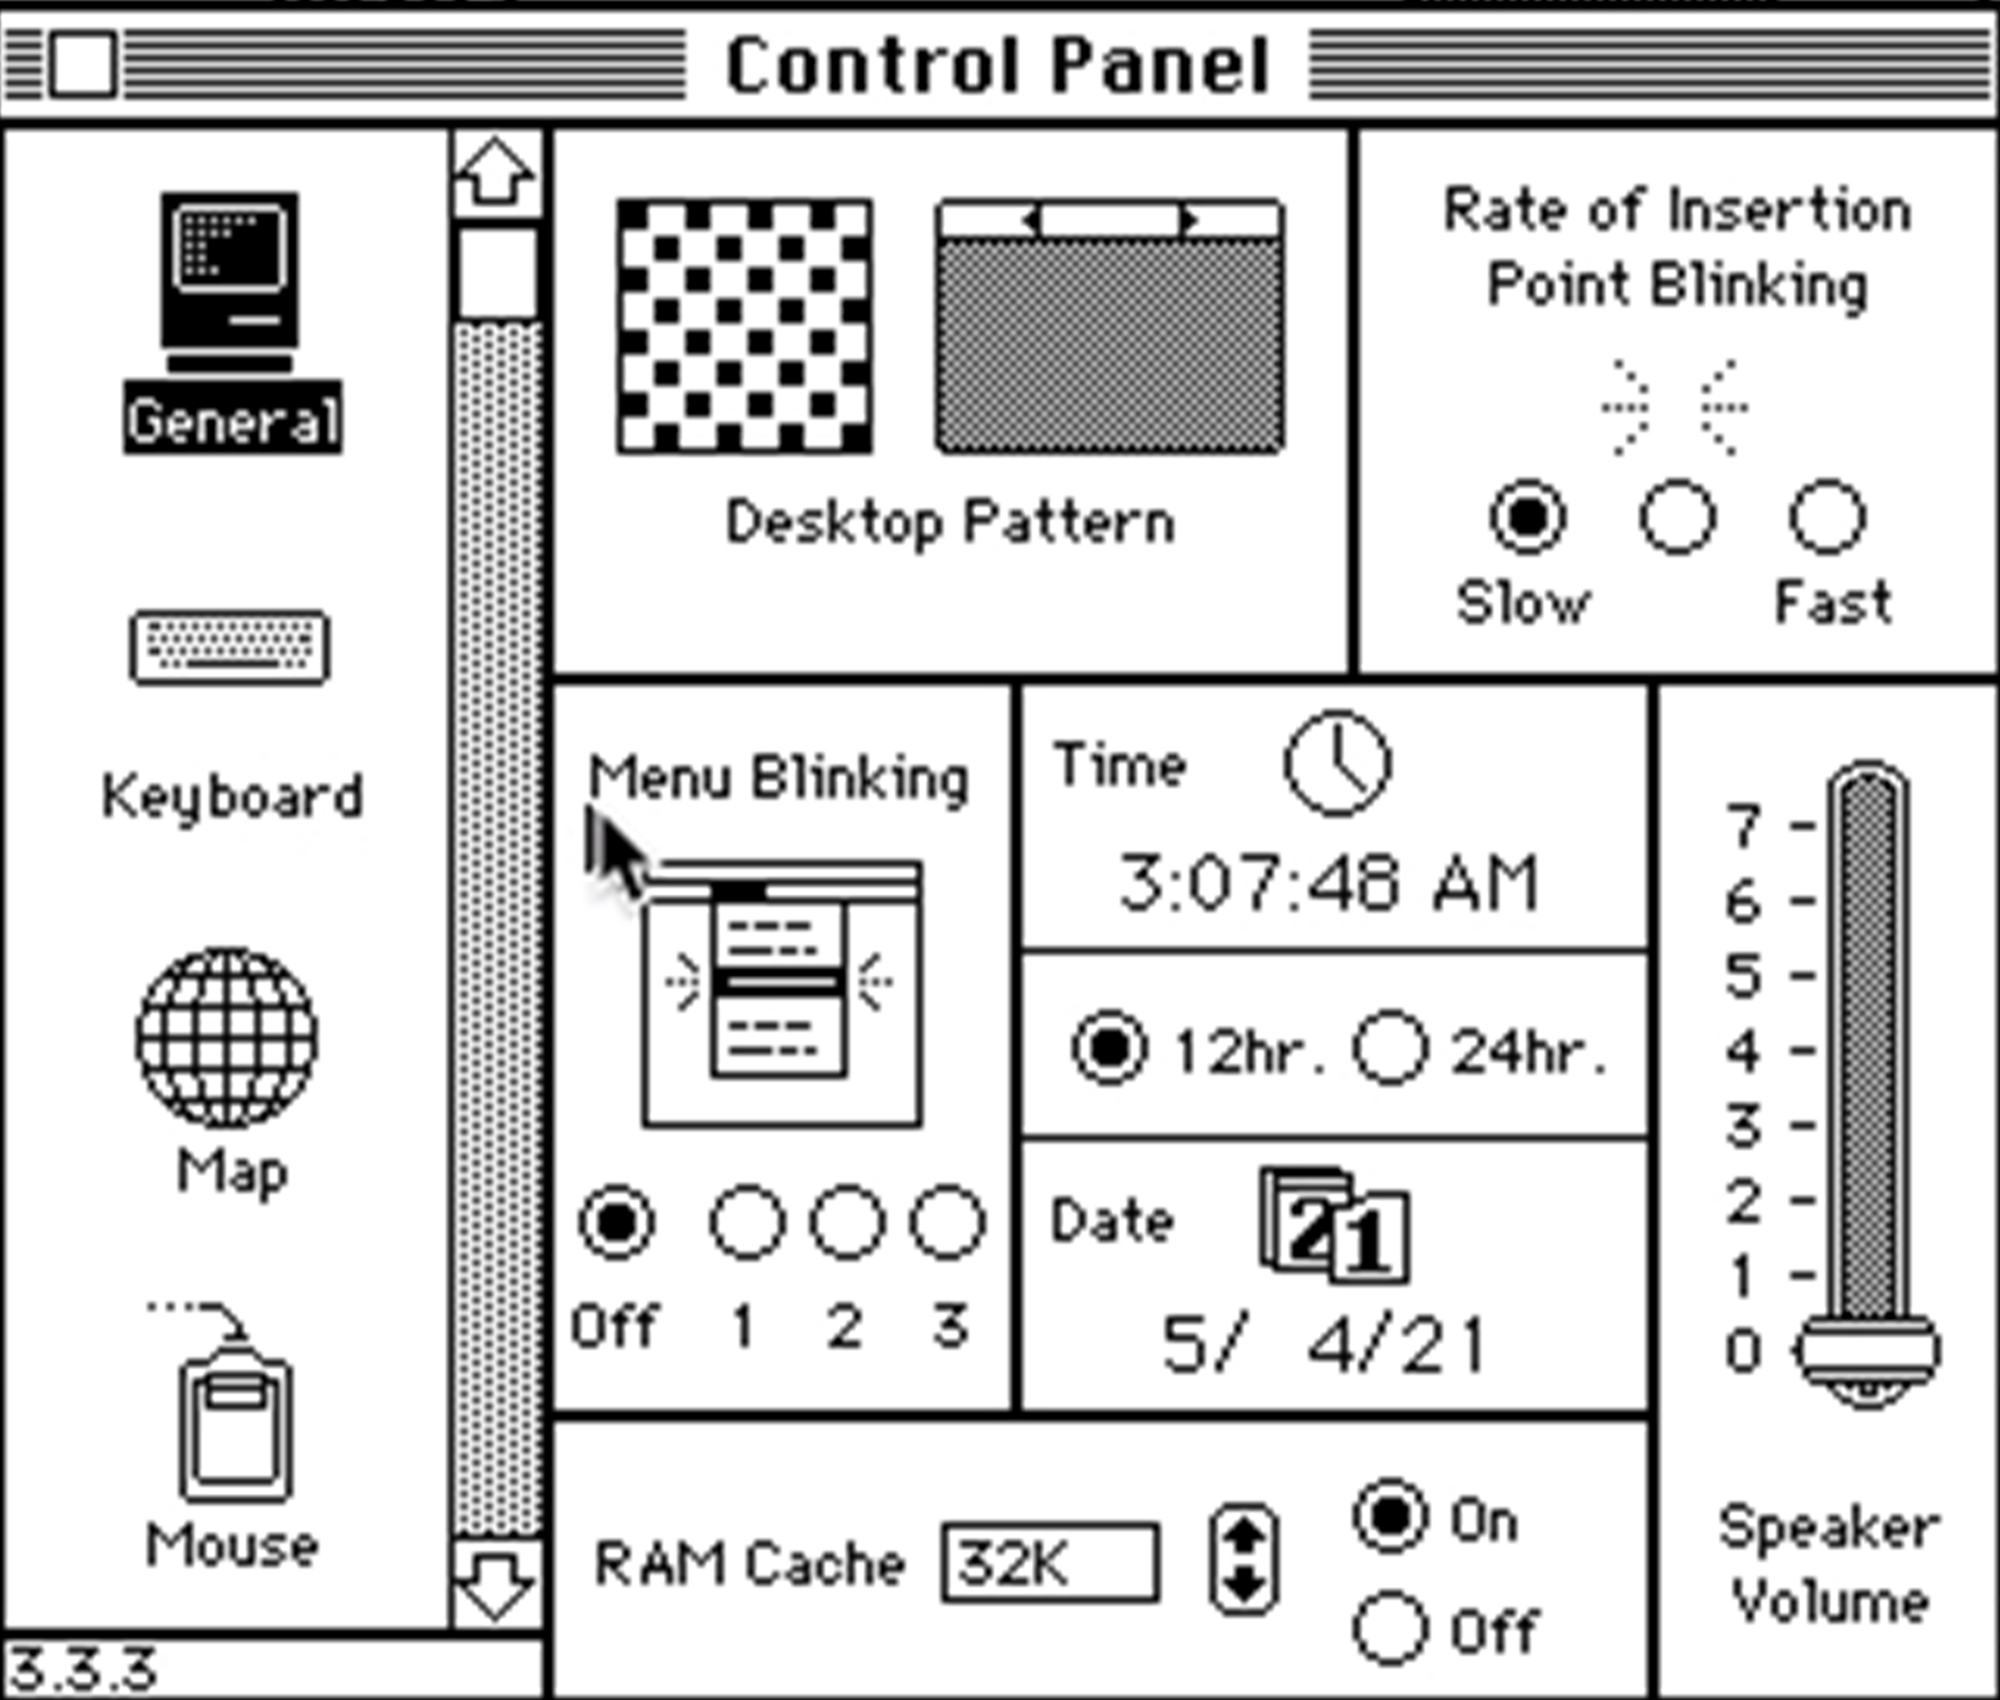 Control Panel
General
Keyboard
Map
Mouse
3.3.3
Desktop Pattern
Rate of Insertion
Point Blinking
Slow Fast
Menu Blinking
Off 1 2 3
Time
3:07:48 AM
12hr. 24hr.
Date
21
5/ 4/21
RAM Cache 32K
On
Off
7
6
5
4
3
2
1
0
Speaker
Volume